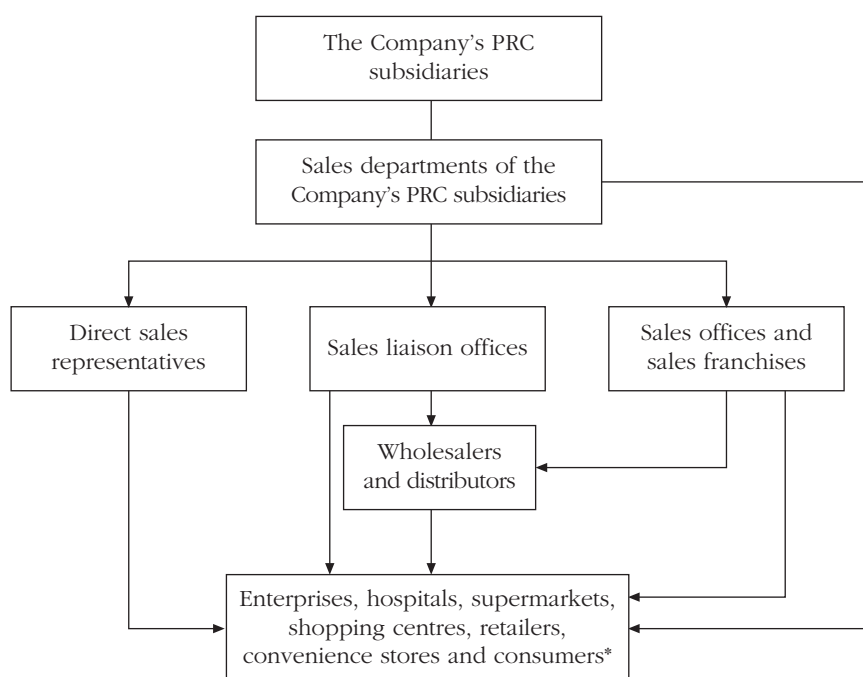 The Company's PRC
subsidiaries
Sales departments of the
Company's PRC subsidiaries
Direct sales
representatives
Sales liaison offices
Sales offices and
sales franchises
Wholesalers
and distributors
Enterprises, hospitals, supermarkets,
shopping centres, retailers,
convenience stores and consumers*